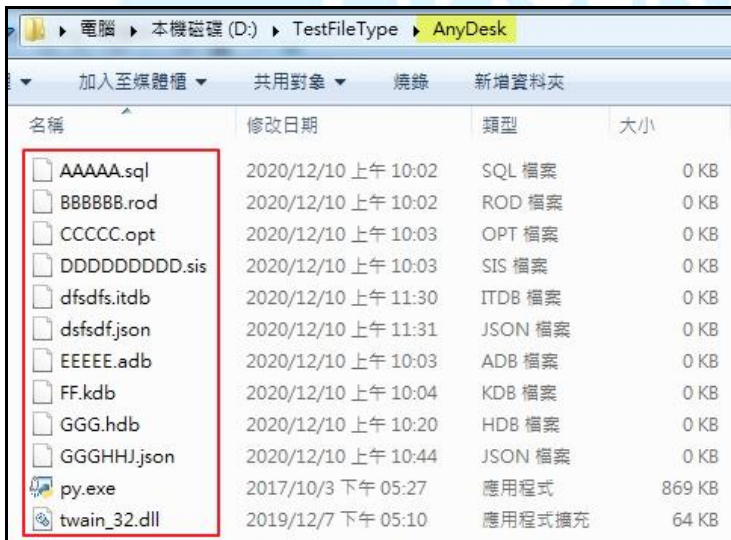 電腦 ▸ 本機磁碟 (D:) ▸ TestFileType ▸ AnyDesk
加入至媒體櫃 共用對象 燒錄 新增資料夾
名稱 修改日期 類型 大小
AAAAA.sql 2020/12/10 上午 10:02 SQL 檔案 0 KB
BBBBBB.rod 2020/12/10 上午 10:02 ROD 檔案 0 KB
CCCCC.opt 2020/12/10 上午 10:03 OPT 檔案 0 KB
DDDDDDDDD.sis 2020/12/10 上午 10:03 SIS 檔案 0 KB
dfsdfs.itdb 2020/12/10 上午 11:30 ITDB 檔案 0 KB
dsfsdf.json 2020/12/10 上午 11:31 JSON 檔案 0 KB
EEEEE.adb 2020/12/10 上午 10:03 ADB 檔案 0 KB
FF.kdb 2020/12/10 上午 10:04 KDB 檔案 0 KB
GGG.hdb 2020/12/10 上午 10:20 HDB 檔案 0 KB
GGGHHJ.json 2020/12/10 上午 10:44 JSON 檔案 0 KB
py.exe 2017/10/3 下午 05:27 應用程式 869 KB
twain_32.dll 2019/12/7 下午 05:10 應用程式擴充 64 KB